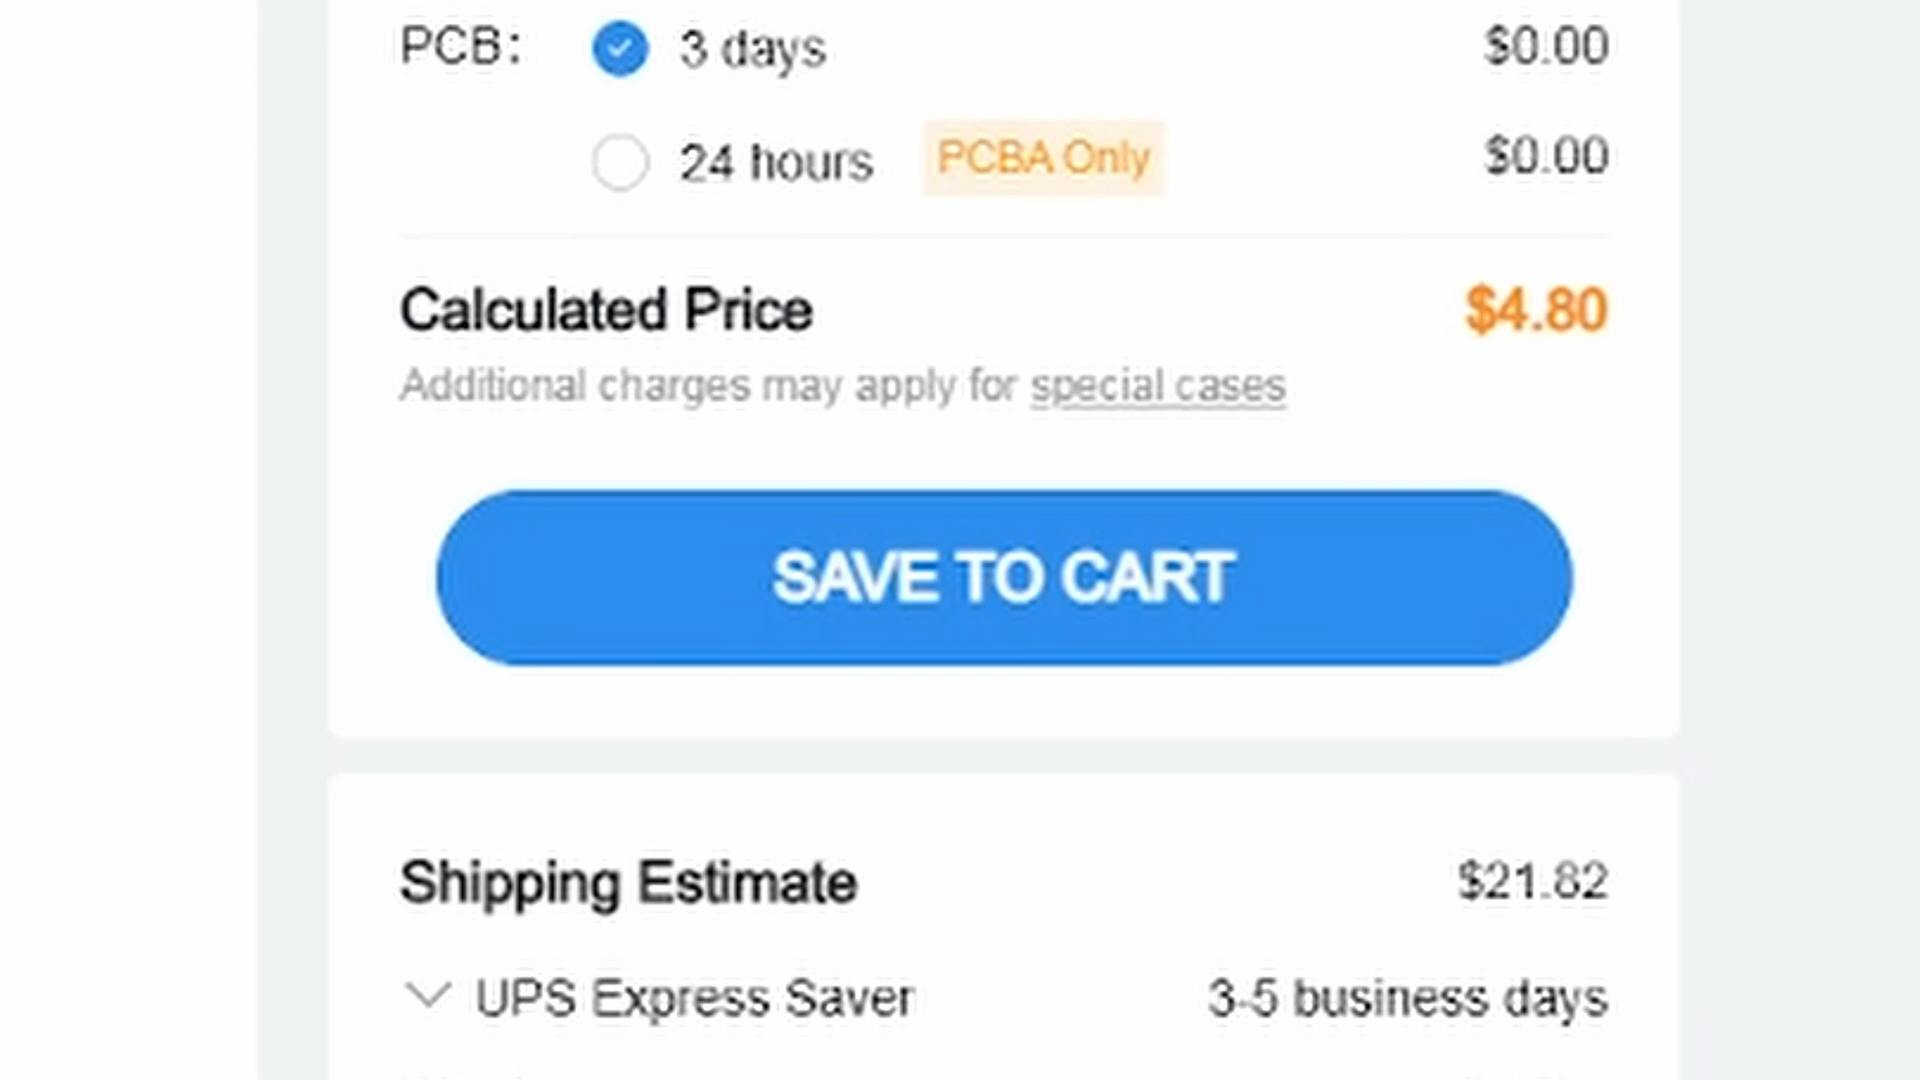 PCB: 3 days $0.00
24 hours PCBA Only $0.00
Calculated Price $4.80
Additional charges may apply for special cases
SAVE TO CART
Shipping Estimate $21.82
UPS Express Saver 3-5 business days